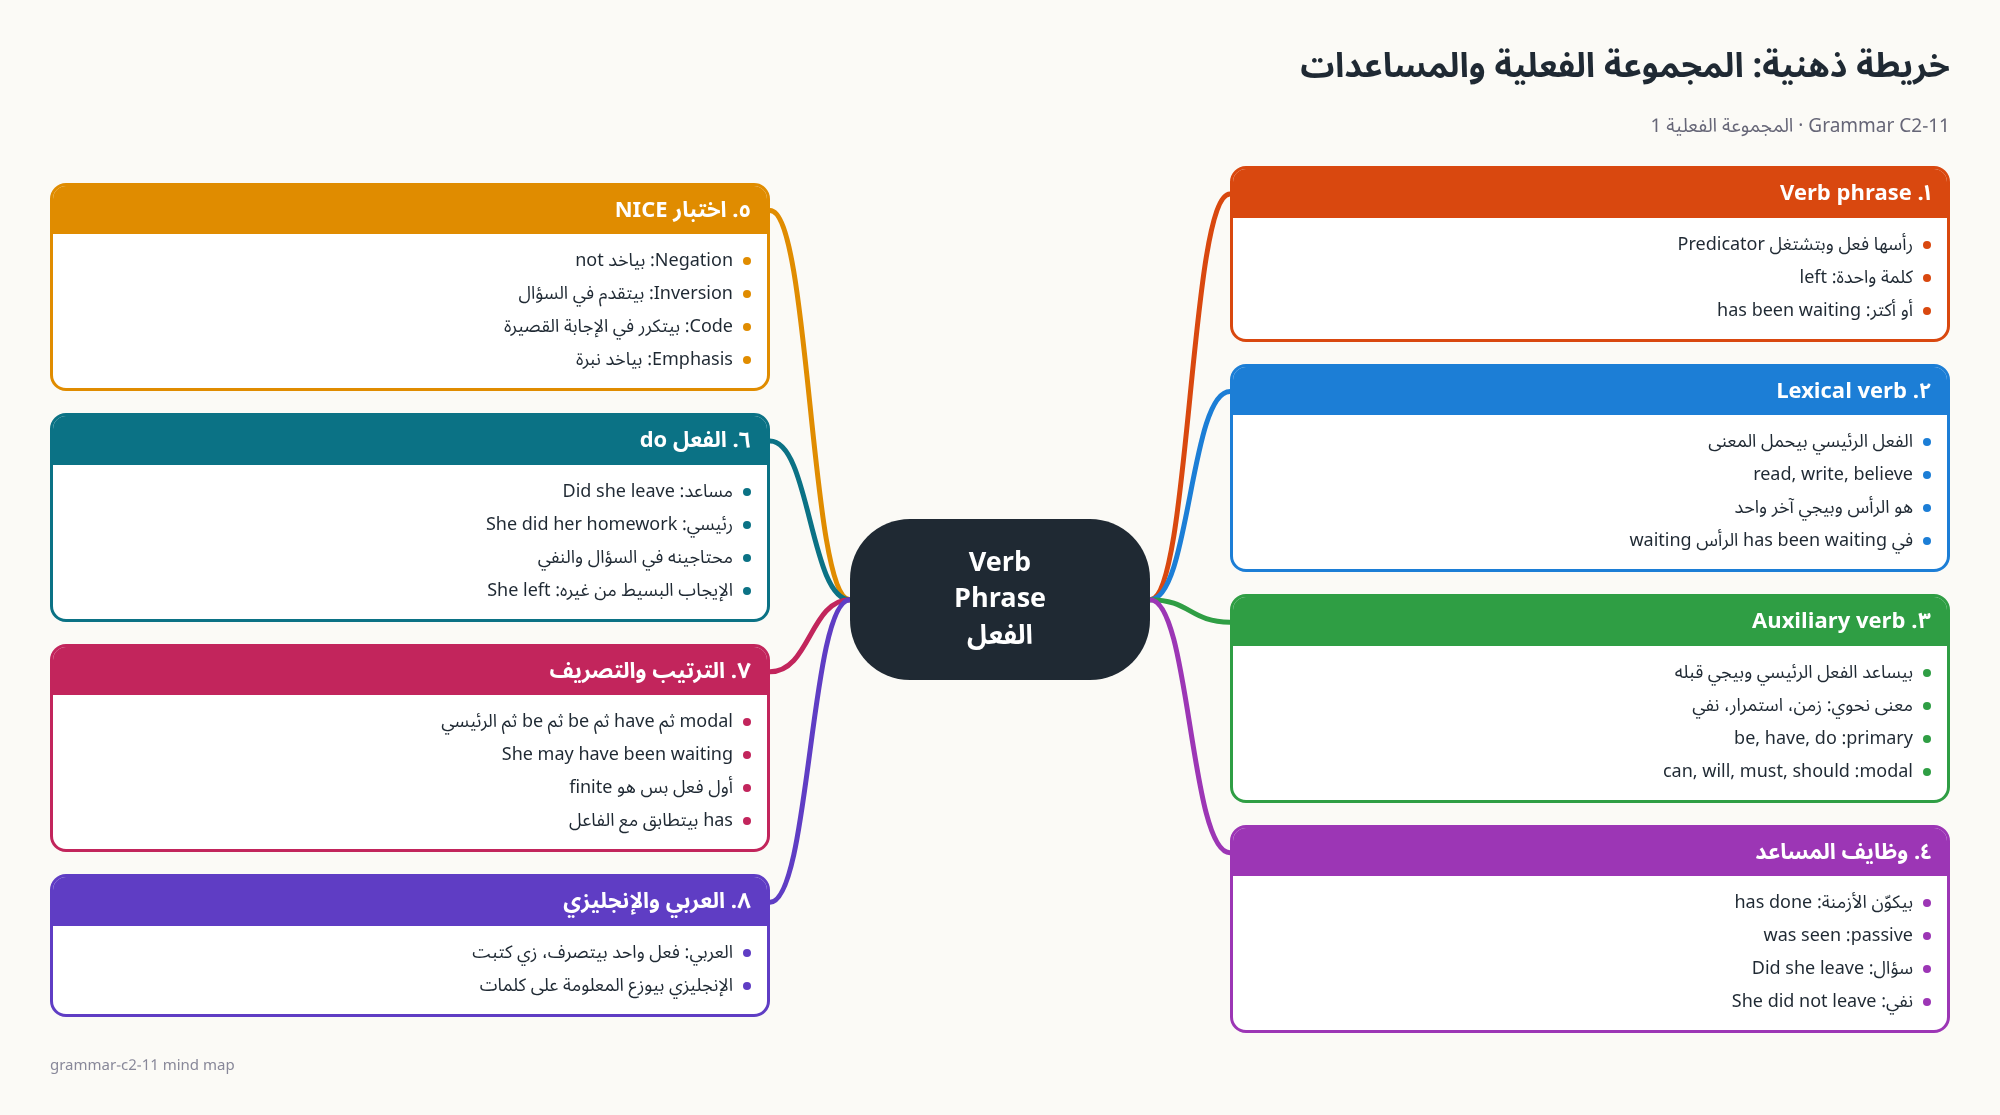 خريطة ذهنية: المجموعة الفعلية والمساعدات
Grammar C2-11 · المجموعة الفعلية 1
١. Verb phrase
رأسها فعل وبتشتغل Predicator
كلمة واحدة: left
أو أكتر: has been waiting
٢. Lexical verb
الفعل الرئيسي بيحمل المعنى
read, write, believe
هو الرأس وبيجي آخر واحد
في has been waiting الرأس waiting
٣. Auxiliary verb
بيساعد الفعل الرئيسي وبيجي قبله
معنى نحوي: زمن، استمرار، نفي
primary: be, have, do
modal: can, will, must, should
٤. وظايف المساعد
بيكوّن الأزمنة: has done
passive: was seen
سؤال: Did she leave
نفي: She did not leave
Verb
Phrase
الفعل
٥. اختبار NICE
Negation: بياخد not
Inversion: بيتقدم في السؤال
Code: بيتكرر في الإجابة القصيرة
Emphasis: بياخد نبرة
٦. الفعل do
مساعد: Did she leave
رئيسي: She did her homework
محتاجينه في السؤال والنفي
الإيجاب البسيط من غيره: She left
٧. الترتيب والتصريف
modal ثم have ثم be ثم be ثم الرئيسي
She may have been waiting
أول فعل بس هو finite
has بيتطابق مع الفاعل
٨. العربي والإنجليزي
العربي: فعل واحد بيتصرف، زي كتبت
الإنجليزي بيوزع المعلومة على كلمات
grammar-c2-11 mind map